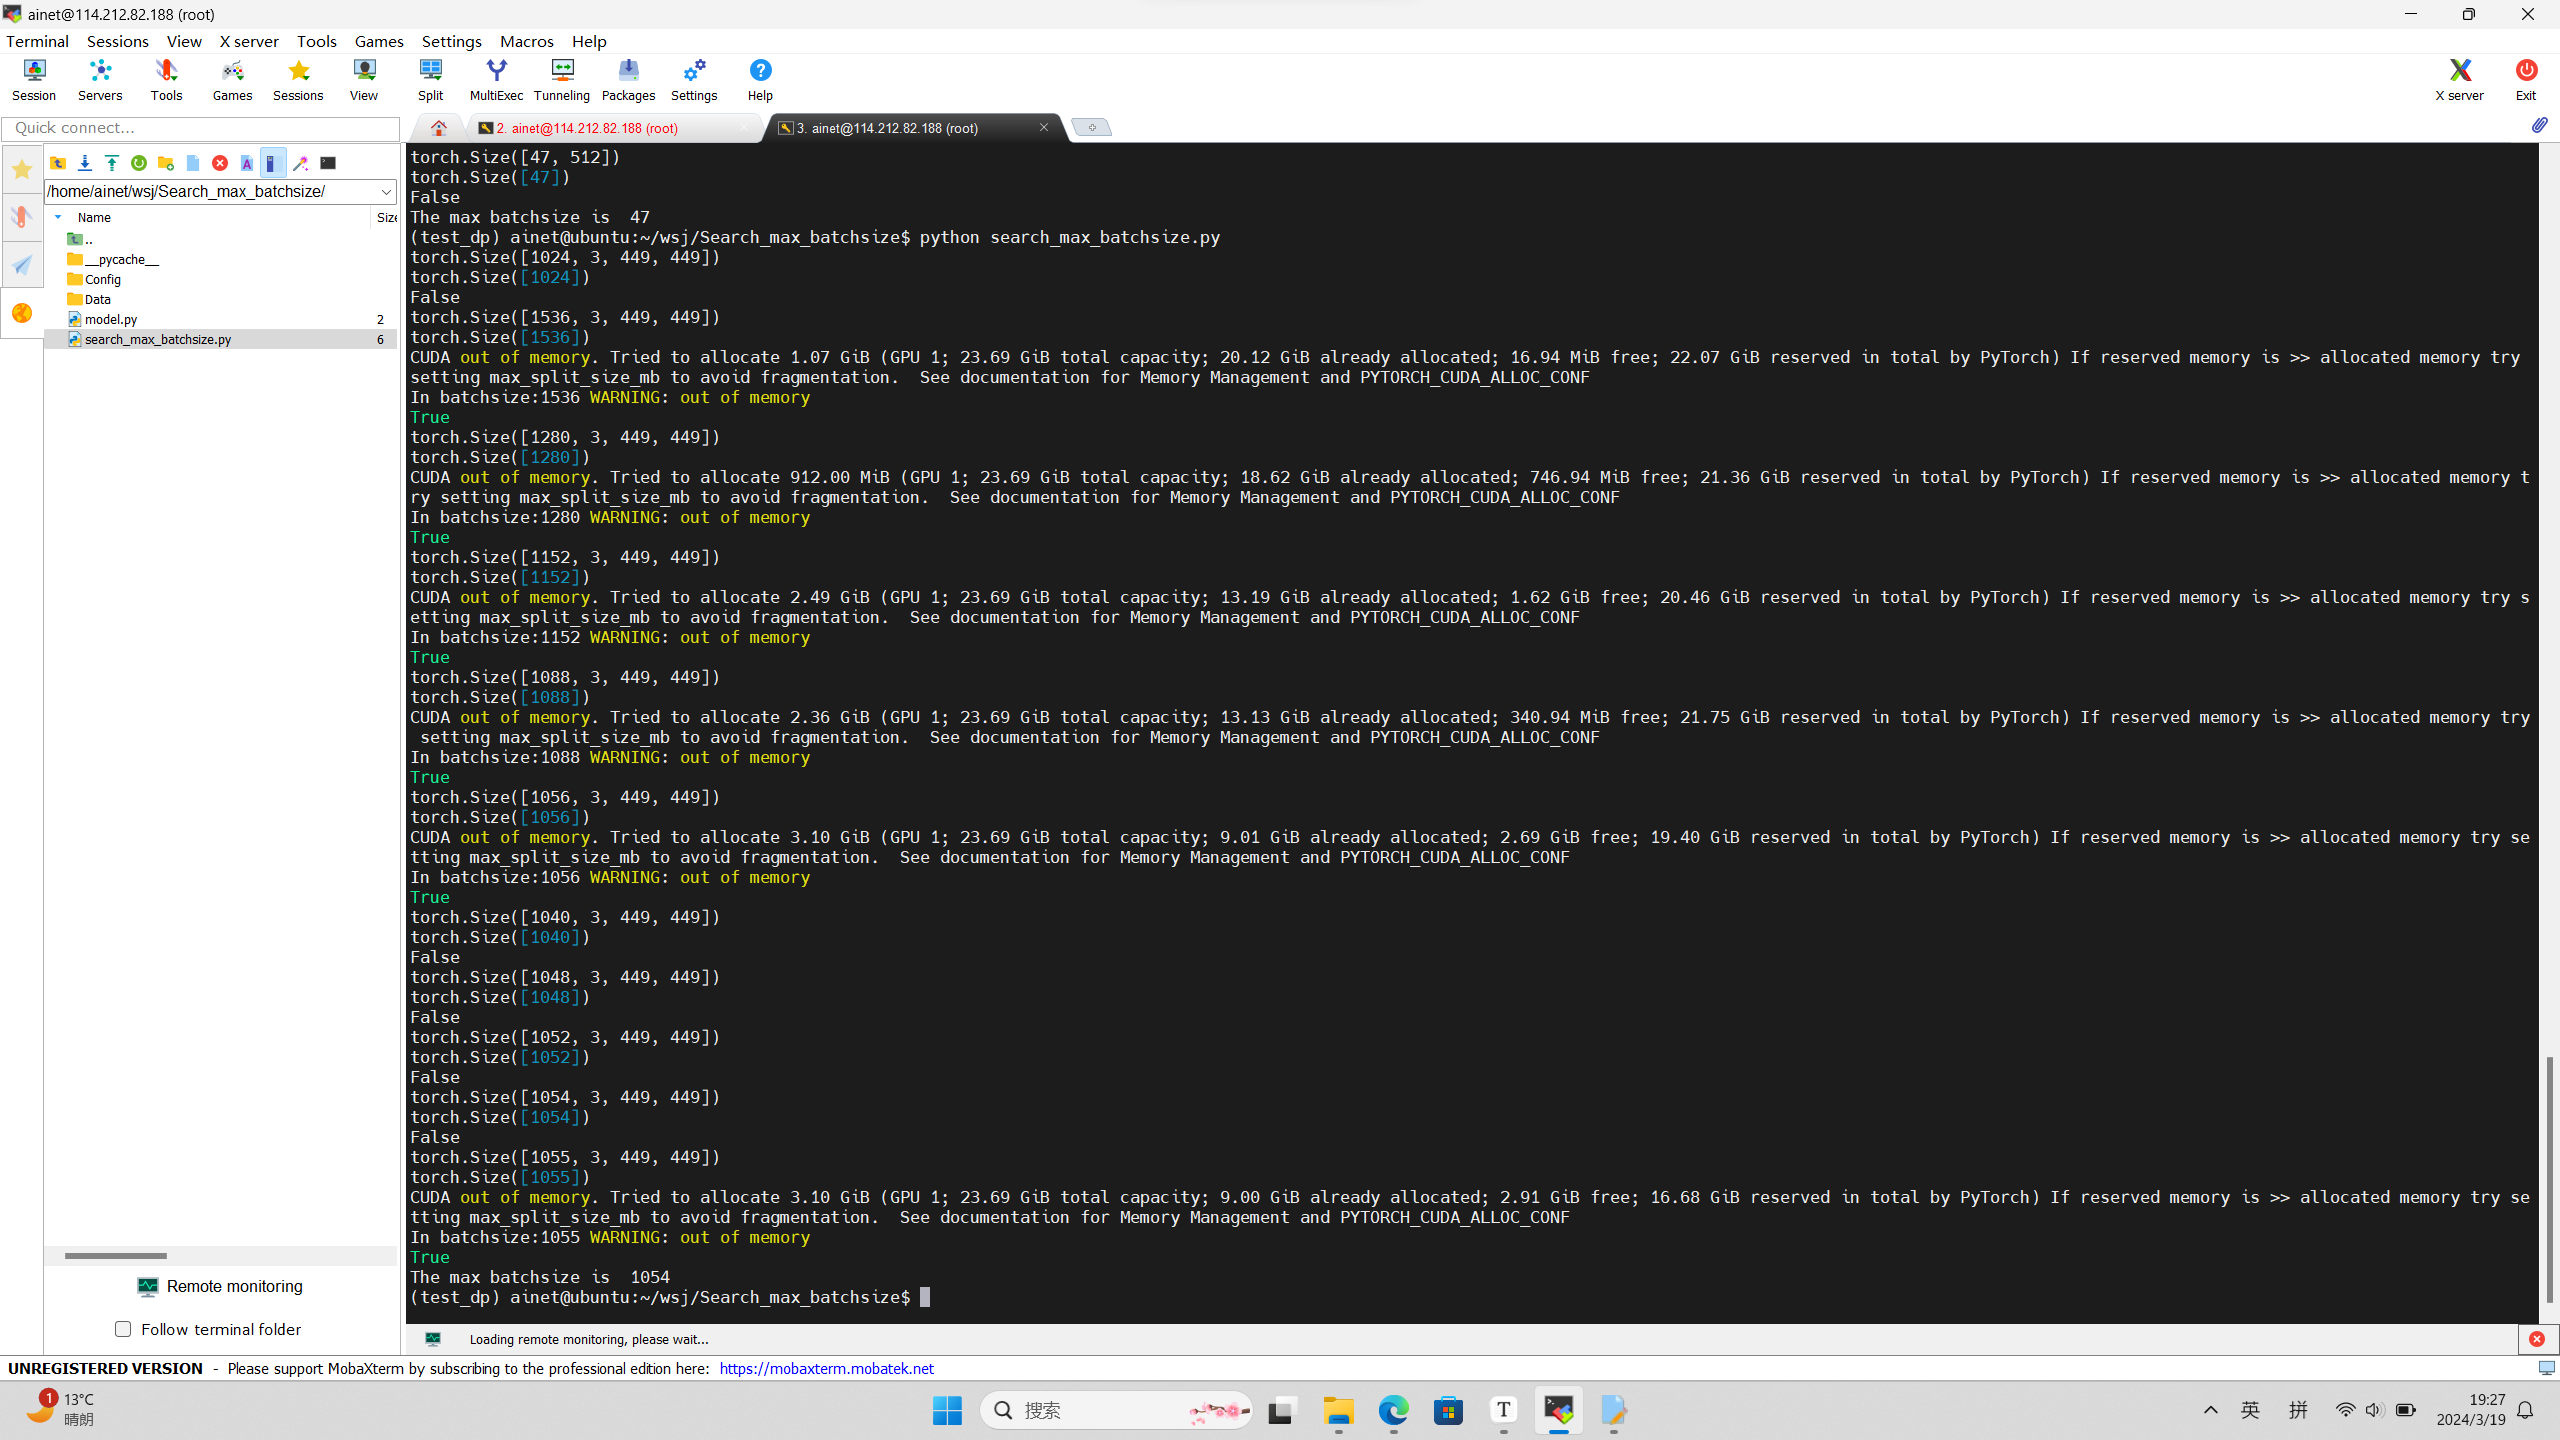 ainet@114.212.82.188 (root)
Terminal Sessions View X server Tools Games Settings Macros Help
Session Servers Tools Games Sessions View Split MultiExec Tunneling Packages Settings Help X server Exit
Quick connect...
2. ainet@114.212.82.188 (root)
3. ainet@114.212.82.188 (root)
/home/ainet/wsj/Search_max_batchsize/
Name Size
..
__pycache__
Config
Data
model.py 2
search_max_batchsize.py 6
Remote monitoring
Follow terminal folder
torch.Size([47, 512])
torch.Size([47])
False
The max batchsize is  47
(test_dp) ainet@ubuntu:~/wsj/Search_max_batchsize$ python search_max_batchsize.py
torch.Size([1024, 3, 449, 449])
torch.Size([1024])
False
torch.Size([1536, 3, 449, 449])
torch.Size([1536])
CUDA out of memory. Tried to allocate 1.07 GiB (GPU 1; 23.69 GiB total capacity; 20.12 GiB already allocated; 16.94 MiB free; 22.07 GiB reserved in total by PyTorch) If reserved memory is >> allocated memory try
setting max_split_size_mb to avoid fragmentation.  See documentation for Memory Management and PYTORCH_CUDA_ALLOC_CONF
In batchsize:1536 WARNING: out of memory
True
torch.Size([1280, 3, 449, 449])
torch.Size([1280])
CUDA out of memory. Tried to allocate 912.00 MiB (GPU 1; 23.69 GiB total capacity; 18.62 GiB already allocated; 746.94 MiB free; 21.36 GiB reserved in total by PyTorch) If reserved memory is >> allocated memory t
ry setting max_split_size_mb to avoid fragmentation.  See documentation for Memory Management and PYTORCH_CUDA_ALLOC_CONF
In batchsize:1280 WARNING: out of memory
True
torch.Size([1152, 3, 449, 449])
torch.Size([1152])
CUDA out of memory. Tried to allocate 2.49 GiB (GPU 1; 23.69 GiB total capacity; 13.19 GiB already allocated; 1.62 GiB free; 20.46 GiB reserved in total by PyTorch) If reserved memory is >> allocated memory try s
etting max_split_size_mb to avoid fragmentation.  See documentation for Memory Management and PYTORCH_CUDA_ALLOC_CONF
In batchsize:1152 WARNING: out of memory
True
torch.Size([1088, 3, 449, 449])
torch.Size([1088])
CUDA out of memory. Tried to allocate 2.36 GiB (GPU 1; 23.69 GiB total capacity; 13.13 GiB already allocated; 340.94 MiB free; 21.75 GiB reserved in total by PyTorch) If reserved memory is >> allocated memory try
 setting max_split_size_mb to avoid fragmentation.  See documentation for Memory Management and PYTORCH_CUDA_ALLOC_CONF
In batchsize:1088 WARNING: out of memory
True
torch.Size([1056, 3, 449, 449])
torch.Size([1056])
CUDA out of memory. Tried to allocate 3.10 GiB (GPU 1; 23.69 GiB total capacity; 9.01 GiB already allocated; 2.69 GiB free; 19.40 GiB reserved in total by PyTorch) If reserved memory is >> allocated memory try se
tting max_split_size_mb to avoid fragmentation.  See documentation for Memory Management and PYTORCH_CUDA_ALLOC_CONF
In batchsize:1056 WARNING: out of memory
True
torch.Size([1040, 3, 449, 449])
torch.Size([1040])
False
torch.Size([1048, 3, 449, 449])
torch.Size([1048])
False
torch.Size([1052, 3, 449, 449])
torch.Size([1052])
False
torch.Size([1054, 3, 449, 449])
torch.Size([1054])
False
torch.Size([1055, 3, 449, 449])
torch.Size([1055])
CUDA out of memory. Tried to allocate 3.10 GiB (GPU 1; 23.69 GiB total capacity; 9.00 GiB already allocated; 2.91 GiB free; 16.68 GiB reserved in total by PyTorch) If reserved memory is >> allocated memory try se
tting max_split_size_mb to avoid fragmentation.  See documentation for Memory Management and PYTORCH_CUDA_ALLOC_CONF
In batchsize:1055 WARNING: out of memory
True
The max batchsize is  1054
(test_dp) ainet@ubuntu:~/wsj/Search_max_batchsize$
Loading remote monitoring, please wait...
UNREGISTERED VERSION - Please support MobaXterm by subscribing to the professional edition here: https://mobaxterm.mobatek.net
1 13°C
晴朗
搜索
T
英 拼
19:27
2024/3/19